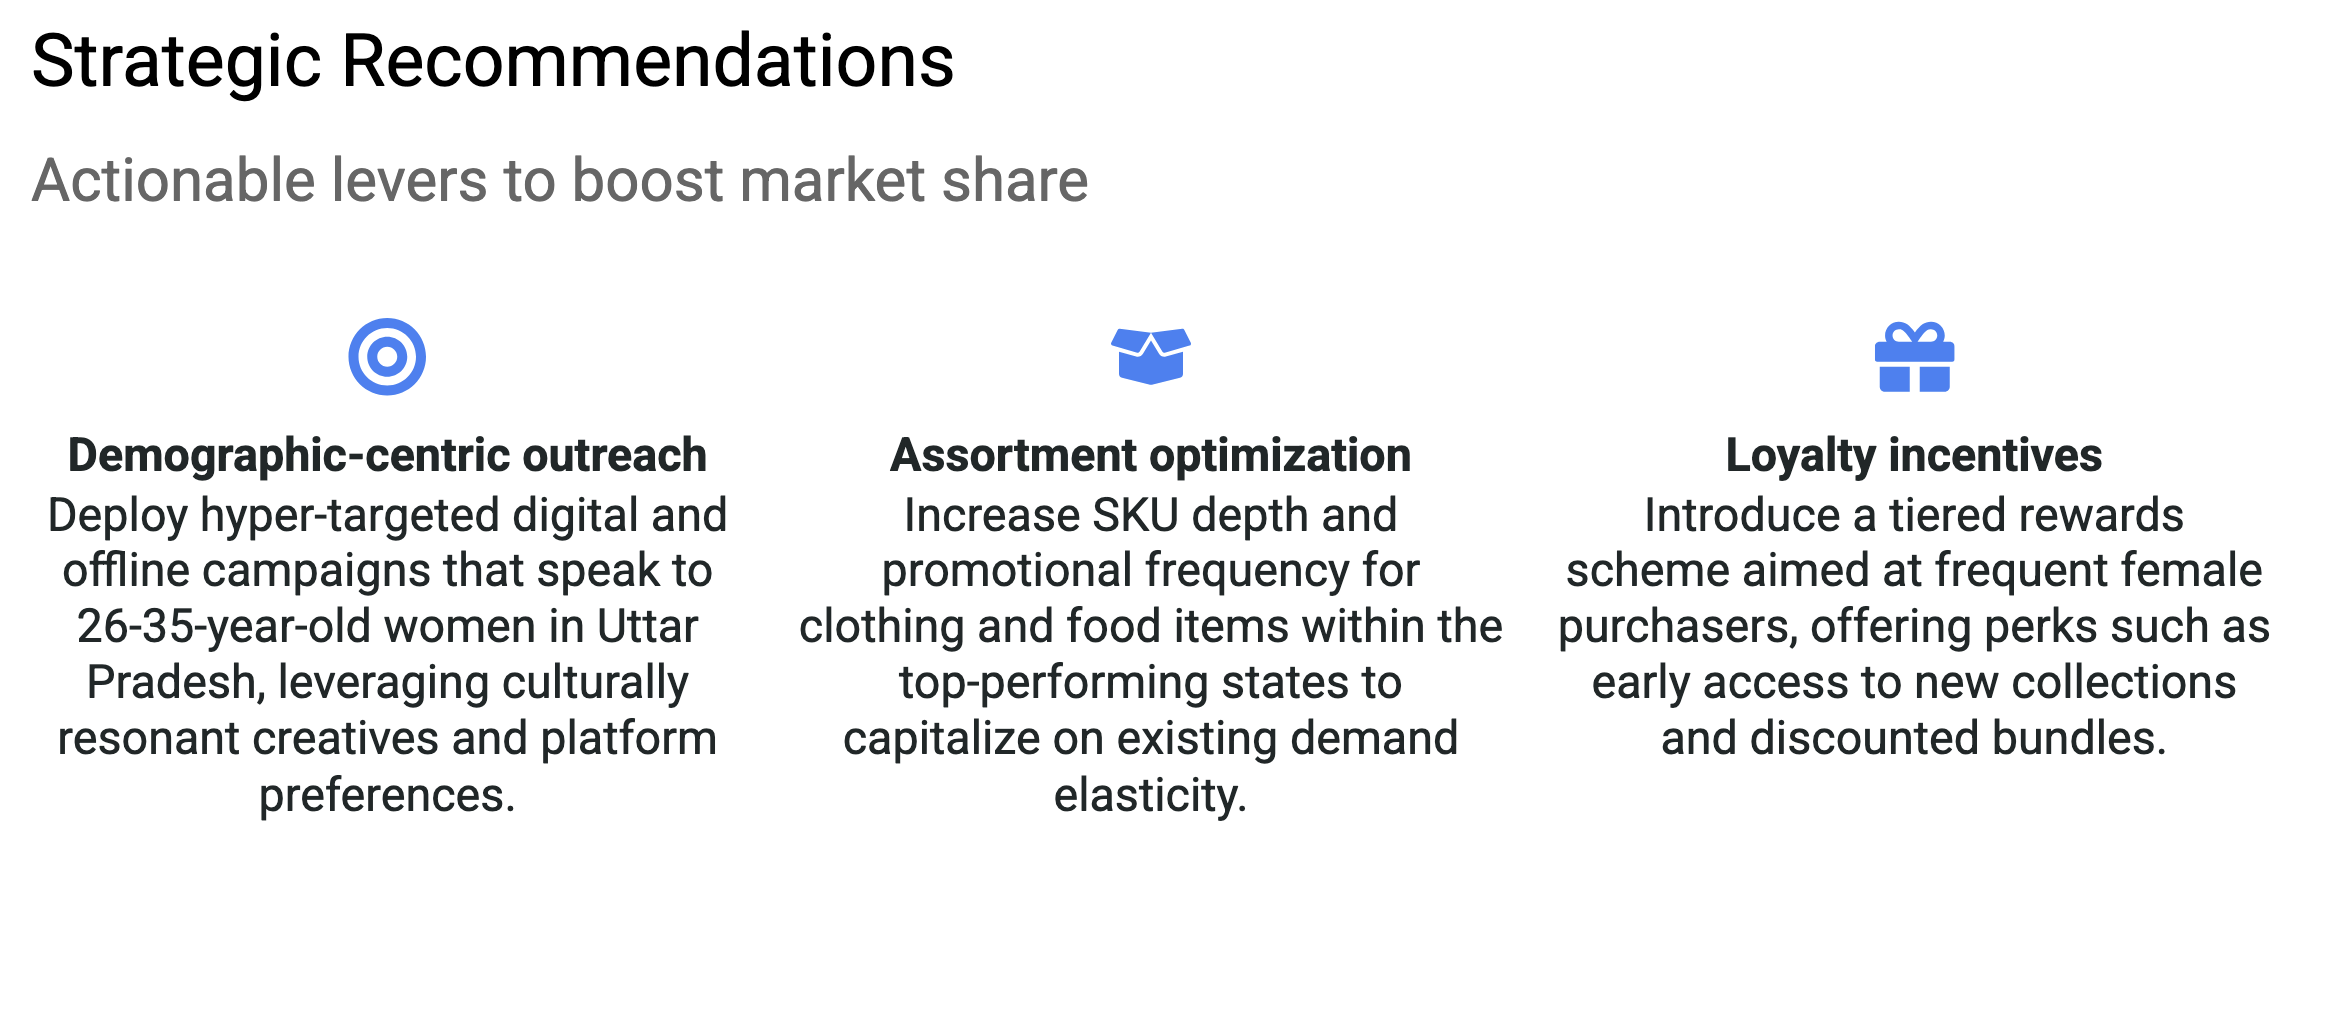 Strategic Recommendations
Actionable levers to boost market share
Demographic-centric outreach
Deploy hyper-targeted digital and
offline campaigns that speak to
26-35-year-old women in Uttar
Pradesh, leveraging culturally
resonant creatives and platform
preferences.
Assortment optimization
Increase SKU depth and
promotional frequency for
clothing and food items within the
top-performing states to
capitalize on existing demand
elasticity.
Loyalty incentives
Introduce a tiered rewards
scheme aimed at frequent female
purchasers, offering perks such as
early access to new collections
and discounted bundles.